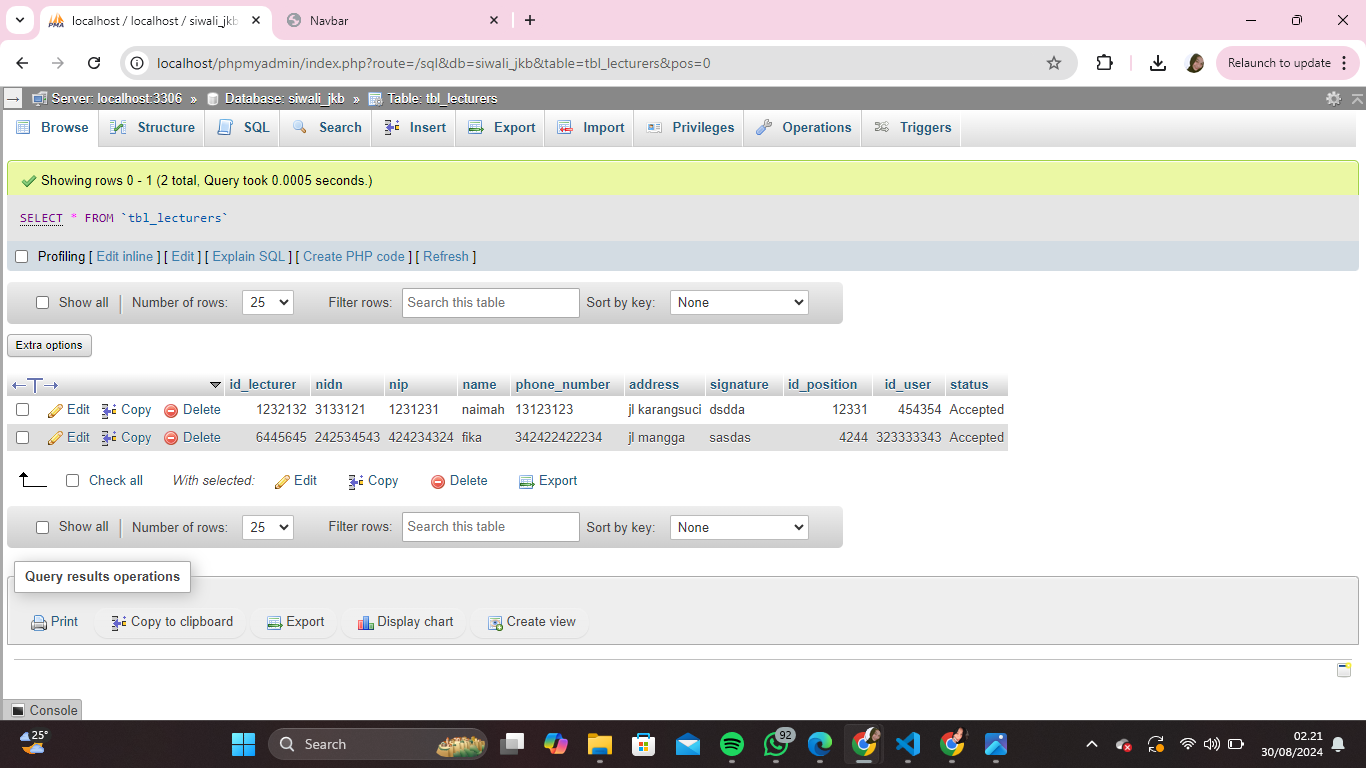 localhost / localhost / siwali_jkb
Navbar
localhost/phpmyadmin/index.php?route=/sql&db=siwali_jkb&table=tbl_lecturers&pos=0
Relaunch to update
Server: localhost:3306 » Database: siwali_jkb » Table: tbl_lecturers
Browse Structure SQL Search Insert Export Import Privileges Operations Triggers
Showing rows 0 - 1 (2 total, Query took 0.0005 seconds.)
SELECT * FROM `tbl_lecturers`
Profiling [ Edit inline ] [ Edit ] [ Explain SQL ] [ Create PHP code ] [ Refresh ]
Show all Number of rows: 25 Filter rows: Search this table Sort by key: None
Extra options
id_lecturer nidn nip name phone_number address signature id_position id_user status
Edit Copy Delete 1232132 3133121 1231231 naimah 13123123 jl karangsuci dsdda 12331 454354 Accepted
Edit Copy Delete 6445645 242534543 424234324 fika 342422422234 jl mangga sasdas 4244 323333343 Accepted
Check all With selected: Edit Copy Delete Export
Show all Number of rows: 25 Filter rows: Search this table Sort by key: None
Query results operations
Print Copy to clipboard Export Display chart Create view
Console
25° Search 92 02.21
30/08/2024